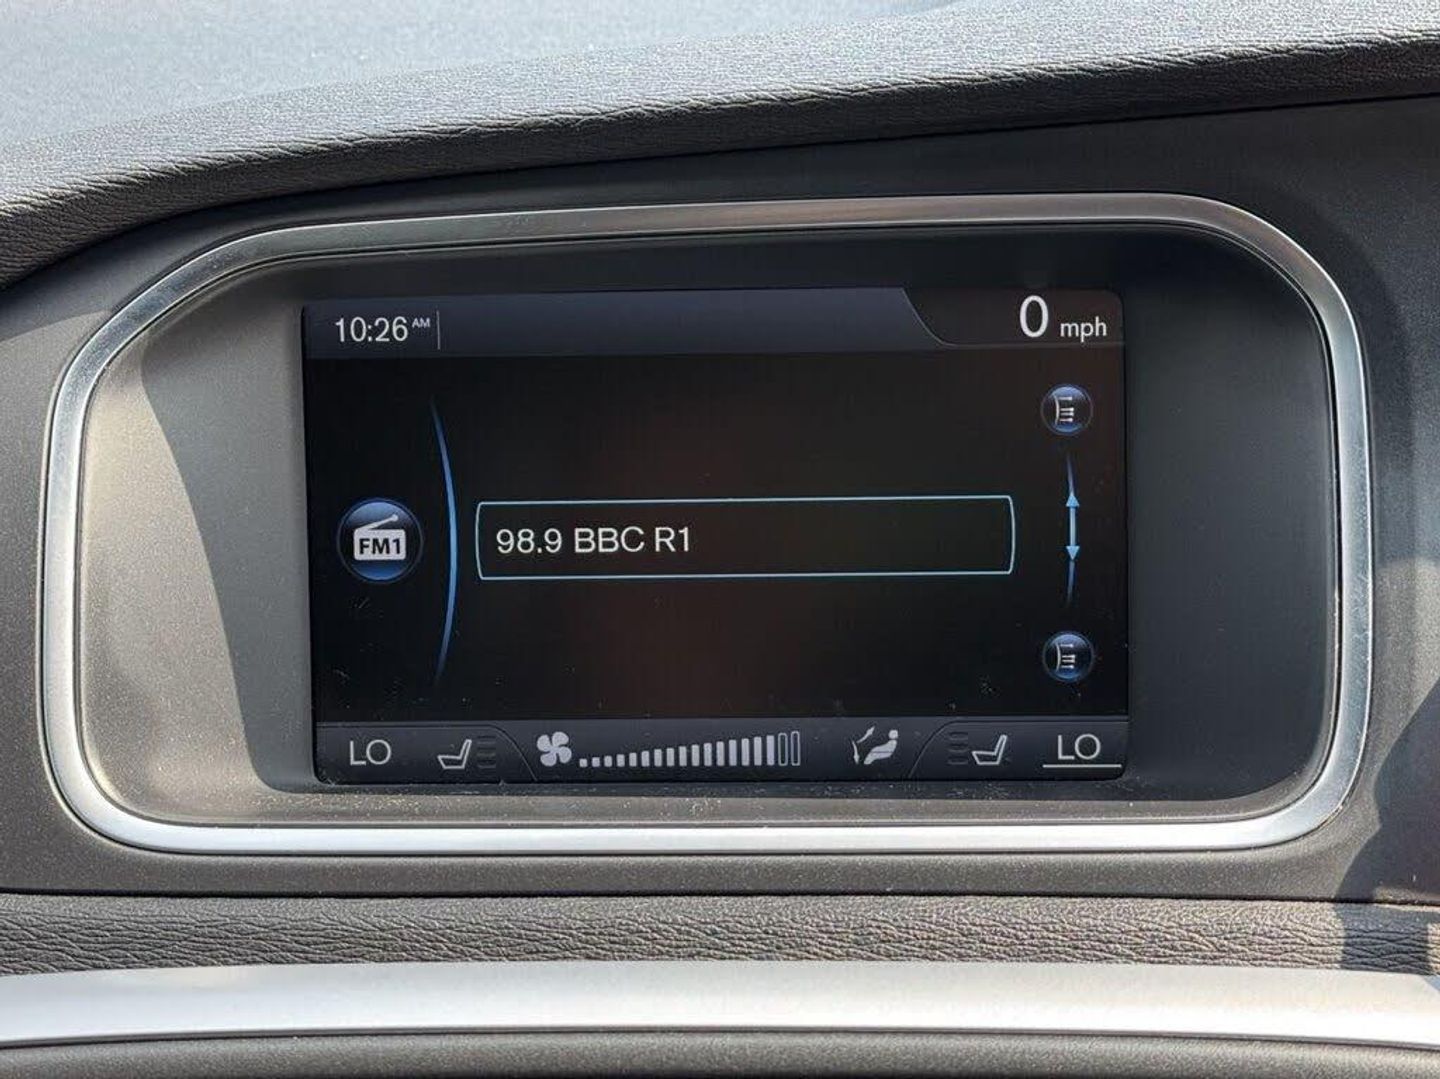 10:26 AM
0 mph
FM1
98.9 BBC R1
LO
LO